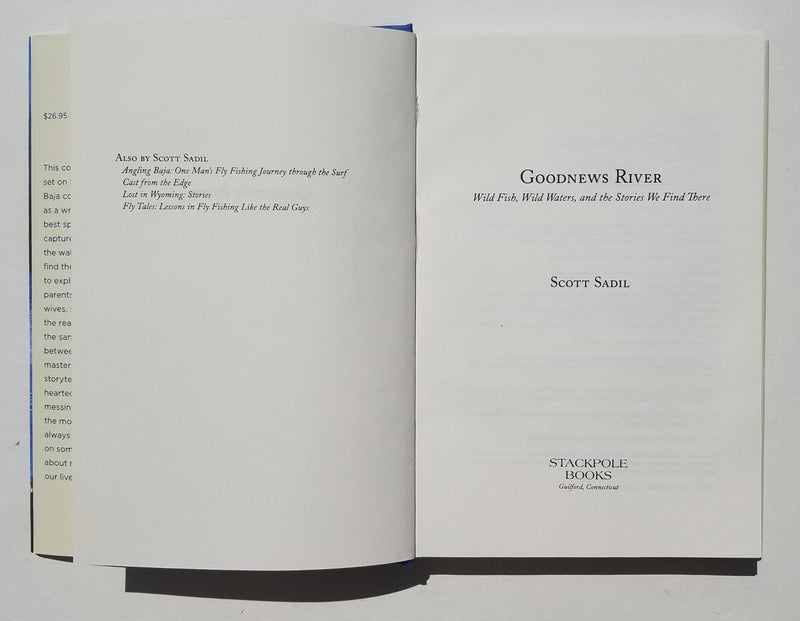 $26.95
This co
set on
Baja co
as a wr
best sp
capture
the wa
find the
to expl
parent
wives,
the rea
the san
betwee
master
storyte
hearted
messin
the mo
always
on som
about r
our live
ALSO BY SCOTT SADIL
Angling Baja: One Man's Fly Fishing Journey through the Surf
Cast from the Edge
Lost in Wyoming: Stories
Fly Tales: Lessons in Fly Fishing Like the Real Guys
GOODNEWS RIVER
Wild Fish, Wild Waters, and the Stories We Find There
SCOTT SADIL
STACKPOLE
BOOKS
Guilford, Connecticut